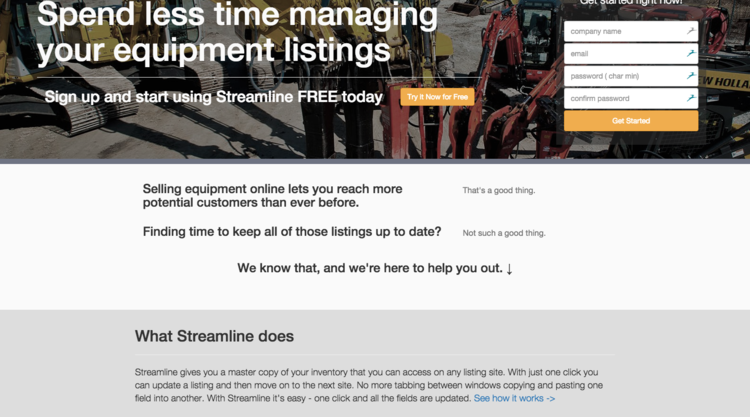 Spend less time managing
your equipment listings
Sign up and start using Streamline FREE today
Try it Now for Free
Get started right now!
company name
email
password ( char min)
confirm password
Get Started
NEW HOLLA
Selling equipment online lets you reach more
potential customers than ever before.
That's a good thing.
Finding time to keep all of those listings up to date?
Not such a good thing.
We know that, and we're here to help you out. ↓
What Streamline does
Streamline gives you a master copy of your inventory that you can access on any listing site. With just one click you
can update a listing and then move on to the next site. No more tabbing between windows copying and pasting one
field into another. With Streamline it's easy - one click and all the fields are updated. See how it works ->